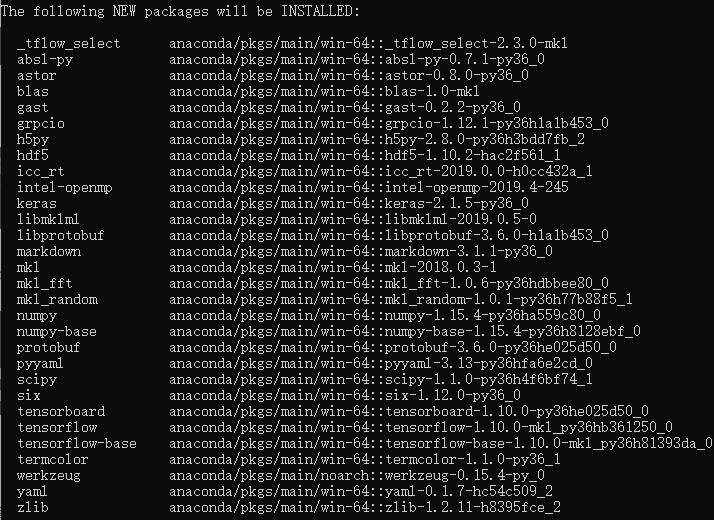 The following NEW packages will be INSTALLED:
_tflow_select anaconda/pkgs/main/win-64::_tflow_select-2.3.0-mkl
absl-py anaconda/pkgs/main/win-64::absl-py-0.7.1-py36_0
astor anaconda/pkgs/main/win-64::astor-0.8.0-py36_0
blas anaconda/pkgs/main/win-64::blas-1.0-mkl
gast anaconda/pkgs/main/win-64::gast-0.2.2-py36_0
grpcio anaconda/pkgs/main/win-64::grpcio-1.12.1-py36h1a1b453_0
h5py anaconda/pkgs/main/win-64::h5py-2.8.0-py36h3bdd7fb_2
hdf5 anaconda/pkgs/main/win-64::hdf5-1.10.2-hac2f561_1
icc_rt anaconda/pkgs/main/win-64::icc_rt-2019.0.0-h0cc432a_1
intel-openmp anaconda/pkgs/main/win-64::intel-openmp-2019.4-245
keras anaconda/pkgs/main/win-64::keras-2.1.5-py36_0
libmklml anaconda/pkgs/main/win-64::libmklml-2019.0.5-0
libprotobuf anaconda/pkgs/main/win-64::libprotobuf-3.6.0-h1a1b453_0
markdown anaconda/pkgs/main/win-64::markdown-3.1.1-py36_0
mkl anaconda/pkgs/main/win-64::mkl-2018.0.3-1
mkl_fft anaconda/pkgs/main/win-64::mkl_fft-1.0.6-py36hdbbee80_0
mkl_random anaconda/pkgs/main/win-64::mkl_random-1.0.1-py36h77b88f5_1
numpy anaconda/pkgs/main/win-64::numpy-1.15.4-py36ha559c80_0
numpy-base anaconda/pkgs/main/win-64::numpy-base-1.15.4-py36h8128ebf_0
protobuf anaconda/pkgs/main/win-64::protobuf-3.6.0-py36he025d50_0
pyyaml anaconda/pkgs/main/win-64::pyyaml-3.13-py36hfa6e2cd_0
scipy anaconda/pkgs/main/win-64::scipy-1.1.0-py36h4f6bf74_1
six anaconda/pkgs/main/win-64::six-1.12.0-py36_0
tensorboard anaconda/pkgs/main/win-64::tensorboard-1.10.0-py36he025d50_0
tensorflow anaconda/pkgs/main/win-64::tensorflow-1.10.0-mkl_py36hb361250_0
tensorflow-base anaconda/pkgs/main/win-64::tensorflow-base-1.10.0-mkl_py36h81393da_0
termcolor anaconda/pkgs/main/win-64::termcolor-1.1.0-py36_1
werkzeug anaconda/pkgs/main/noarch::werkzeug-0.15.4-py_0
yaml anaconda/pkgs/main/win-64::yaml-0.1.7-hc54c509_2
zlib anaconda/pkgs/main/win-64::zlib-1.2.11-h8395fce_2